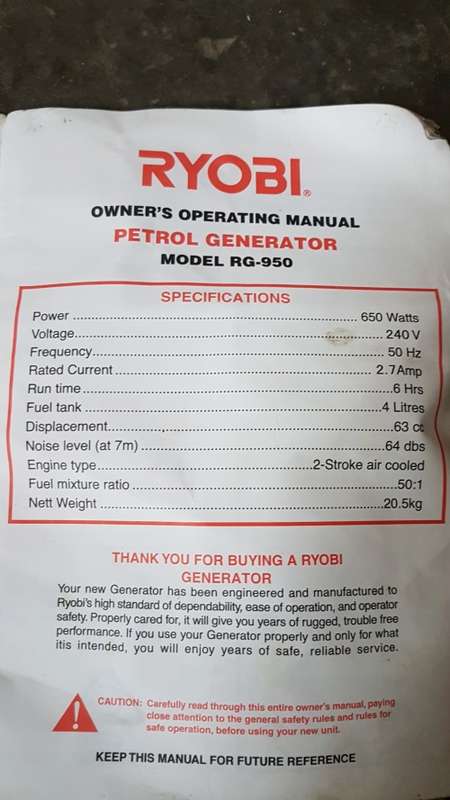 RYOBI®
OWNER'S OPERATING MANUAL
PETROL GENERATOR
MODEL RG-950
SPECIFICATIONS
Power ........ 650 Watts
Voltage........ 240 V
Frequency........ 50 Hz
Rated Current ........ 2.7Amp
Run time ........ 6 Hrs
Fuel tank ........ 4 Litres
Displacement........ 63 cc
Noise level (at 7m) ........ 64 dbs
Engine type........ 2-Stroke air cooled
Fuel mixture ratio ........ 50:1
Nett Weight ........ 20.5kg
THANK YOU FOR BUYING A RYOBI
GENERATOR
Your new Generator has been engineered and manufactured to
Ryobi's high standard of dependability, ease of operation, and operator
safety. Properly cared for, it will give you years of rugged, trouble free
performance. If you use your Generator properly and only for what
itis intended, you will enjoy years of safe, reliable service.
CAUTION: Carefully read through this entire owner's manual, paying
close attention to the general safety rules and rules for
safe operation, before using your new unit.
KEEP THIS MANUAL FOR FUTURE REFERENCE